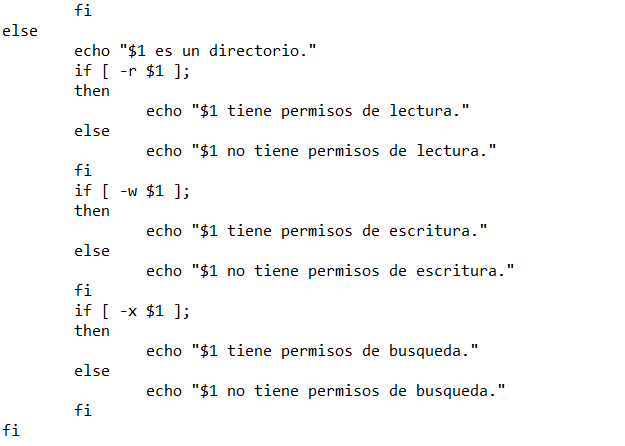 fi
else
echo "$1 es un directorio."
if [ -r $1 ];
then
echo "$1 tiene permisos de lectura."
else
echo "$1 no tiene permisos de lectura."
fi
if [ -w $1 ];
then
echo "$1 tiene permisos de escritura."
else
echo "$1 no tiene permisos de escritura."
fi
if [ -x $1 ];
then
echo "$1 tiene permisos de busqueda."
else
echo "$1 no tiene permisos de busqueda."
fi
fi